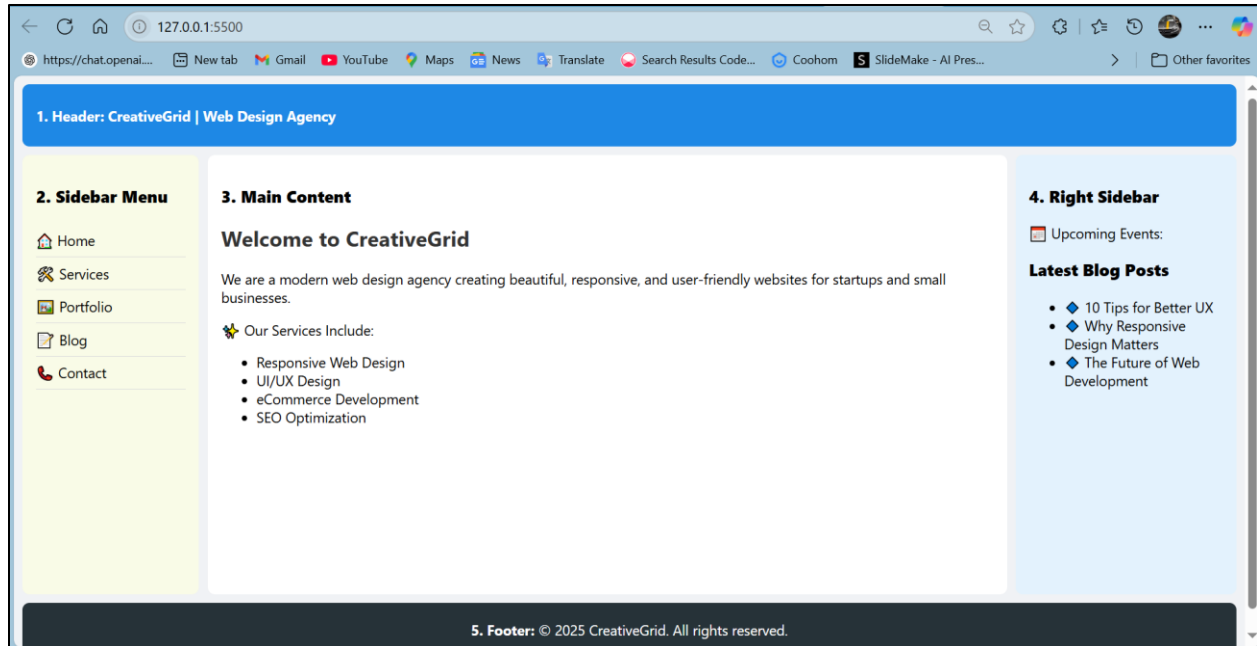 127.0.0.1:5500
https://chat.openai....
New tab
Gmail
YouTube
Maps
News
Translate
Search Results Code...
Coohom
S SlideMake - AI Pres...
Other favorites
1. Header: CreativeGrid | Web Design Agency
2. Sidebar Menu
Home
Services
Portfolio
Blog
Contact
3. Main Content
Welcome to CreativeGrid
We are a modern web design agency creating beautiful, responsive, and user-friendly websites for startups and small
businesses.
Our Services Include:
• Responsive Web Design
• UI/UX Design
• eCommerce Development
• SEO Optimization
4. Right Sidebar
Upcoming Events:
Latest Blog Posts
• 🔷 10 Tips for Better UX
• 🔷 Why Responsive
Design Matters
• 🔷 The Future of Web
Development
5. Footer: © 2025 CreativeGrid. All rights reserved.